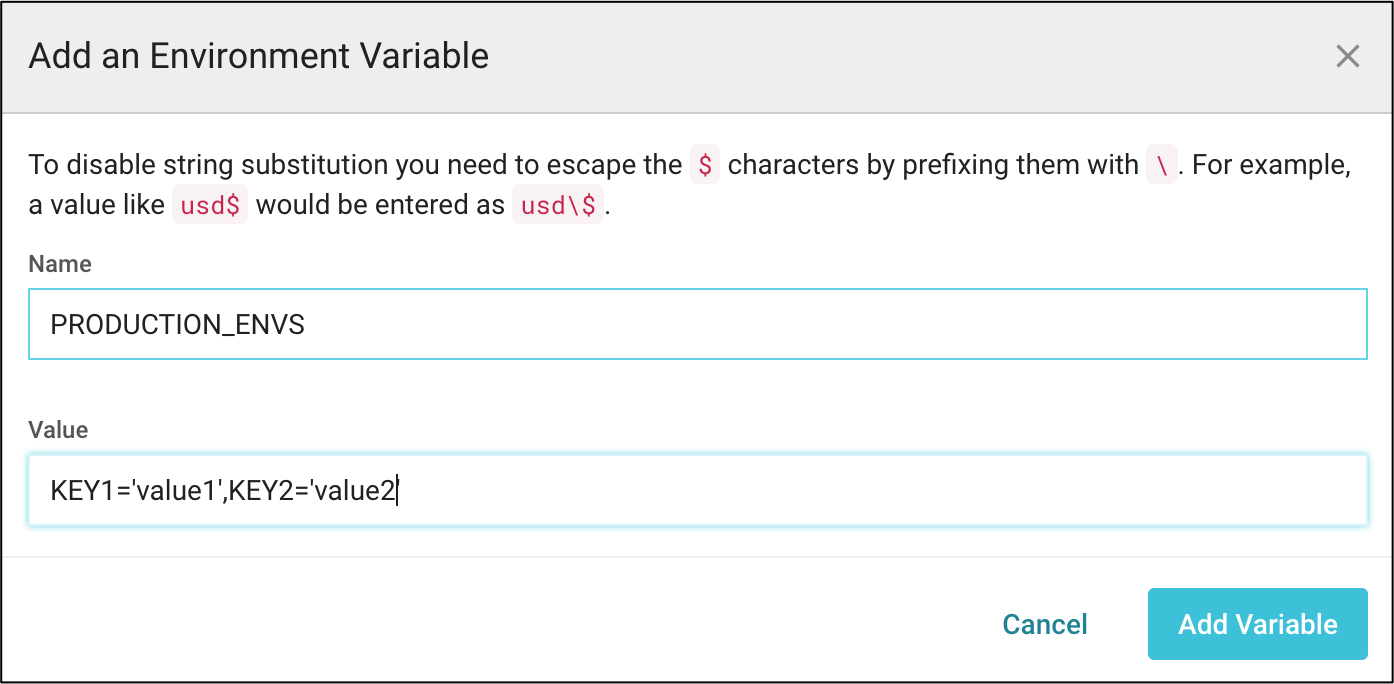 Add an Environment Variable
To disable string substitution you need to escape the $ characters by prefixing them with \. For example,
a value like usd$ would be entered as usd\$.
Name
PRODUCTION_ENVS
Value
KEY1='value1',KEY2='value2'
Cancel
Add Variable